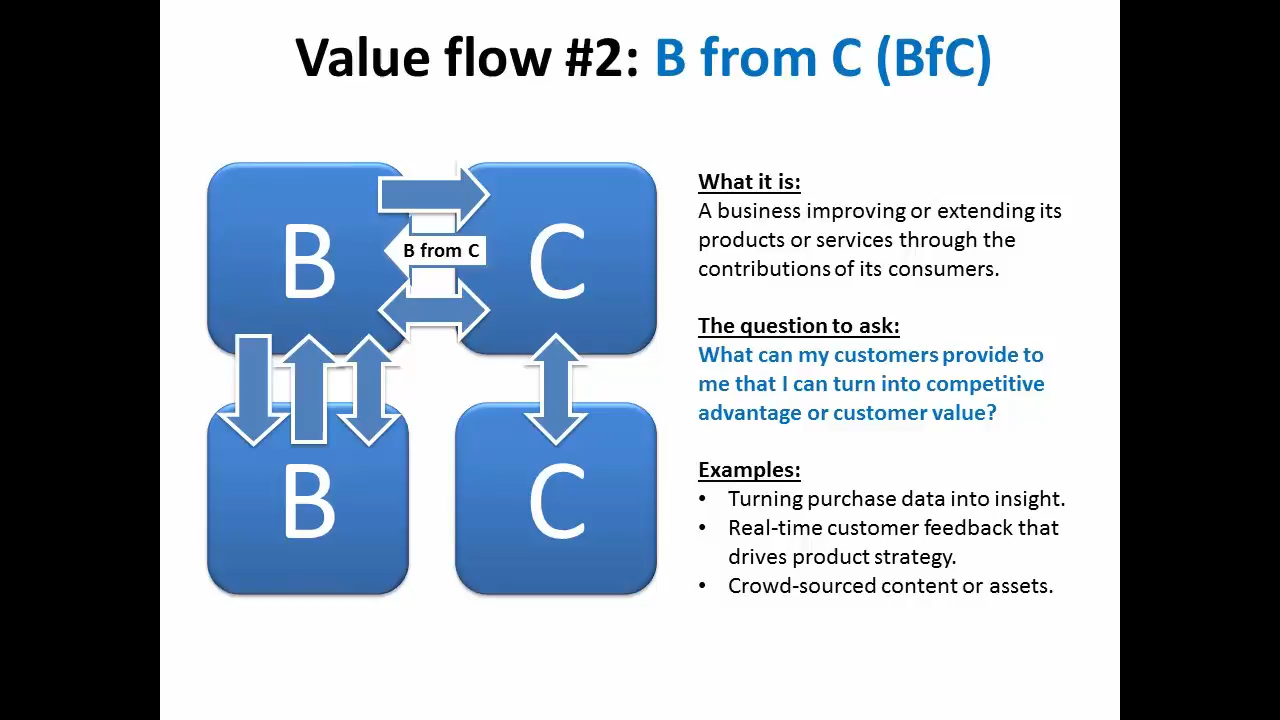 Value flow #2: B from C (BfC)
B
C
B from C
B
C
What it is:
A business improving or extending its
products or services through the
contributions of its consumers.
The question to ask:
What can my customers provide to
me that I can turn into competitive
advantage or customer value?
Examples:
• Turning purchase data into insight.
• Real-time customer feedback that
drives product strategy.
• Crowd-sourced content or assets.